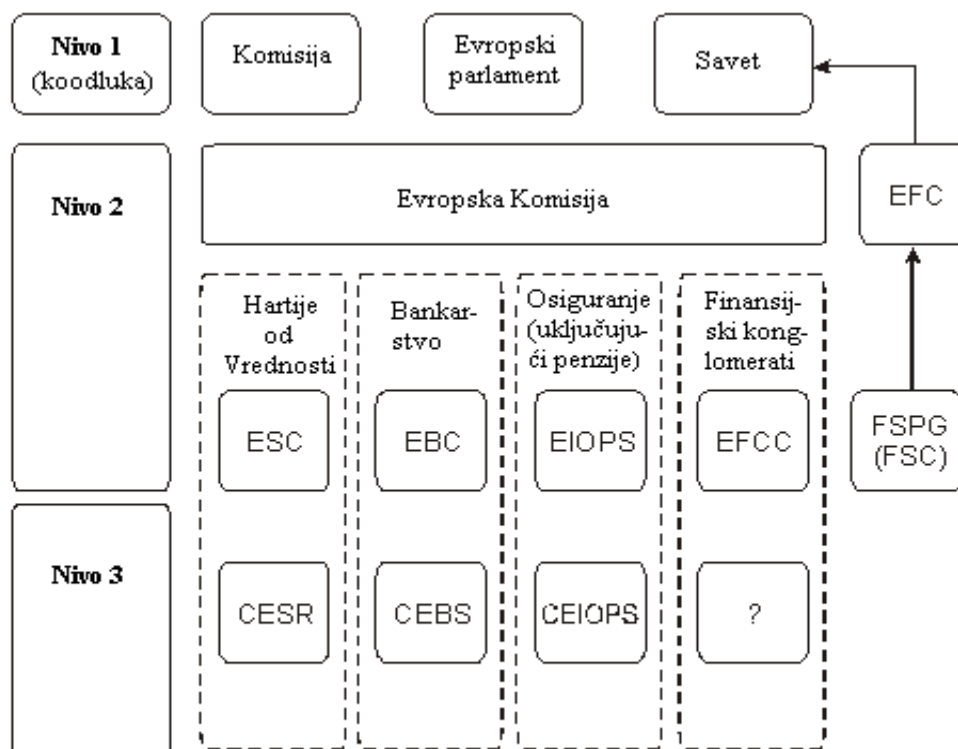 Nivo 1
(koodluka)
Komisija
Evropski
parlament
Savet
Nivo 2
Evropska Komisija
EFC
Hartije
od
Vrednosti
Bankar-
stvo
Osiguranje
(uključuju-
ći penzije)
Finansij-
ski kong-
lomerati
ESC
EBC
EIOPS
EFCC
FSPG
(FSC)
Nivo 3
CESR
CEBS
CEIOPS
?